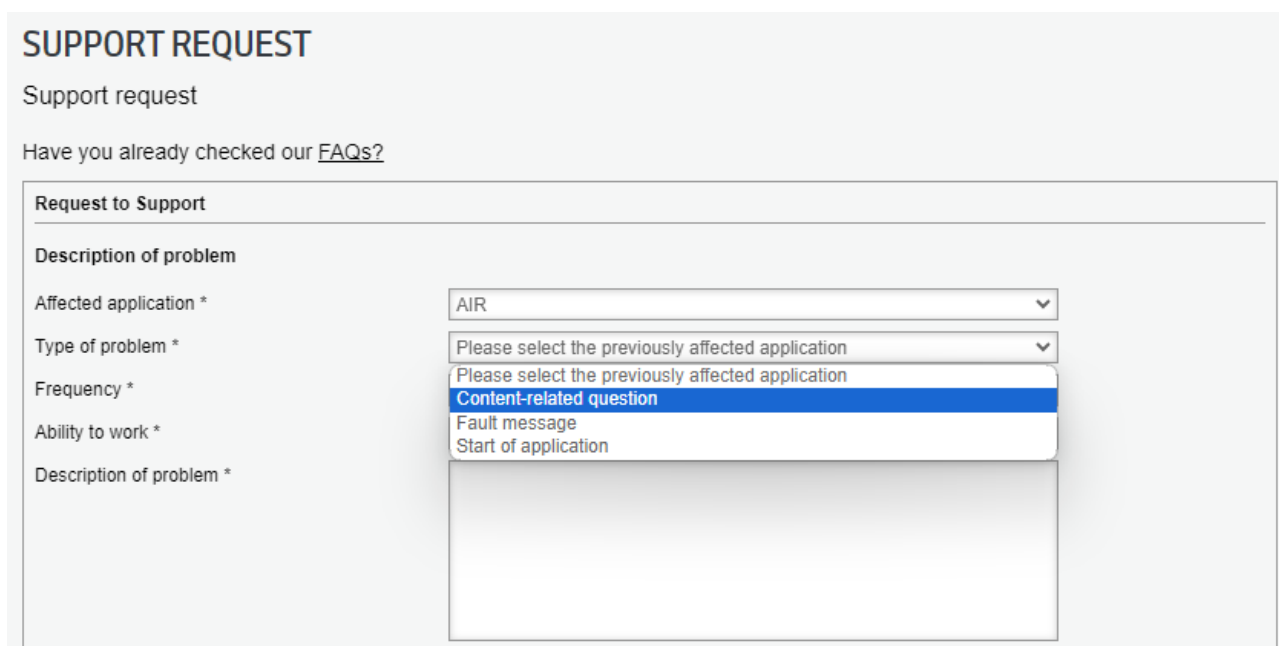 SUPPORT REQUEST
Support request
Have you already checked our FAQs?
Request to Support
Description of problem
Affected application *
AIR
Type of problem *
Please select the previously affected application
Please select the previously affected application
Frequency *
Content-related question
Fault message
Ability to work *
Start of application
Description of problem *